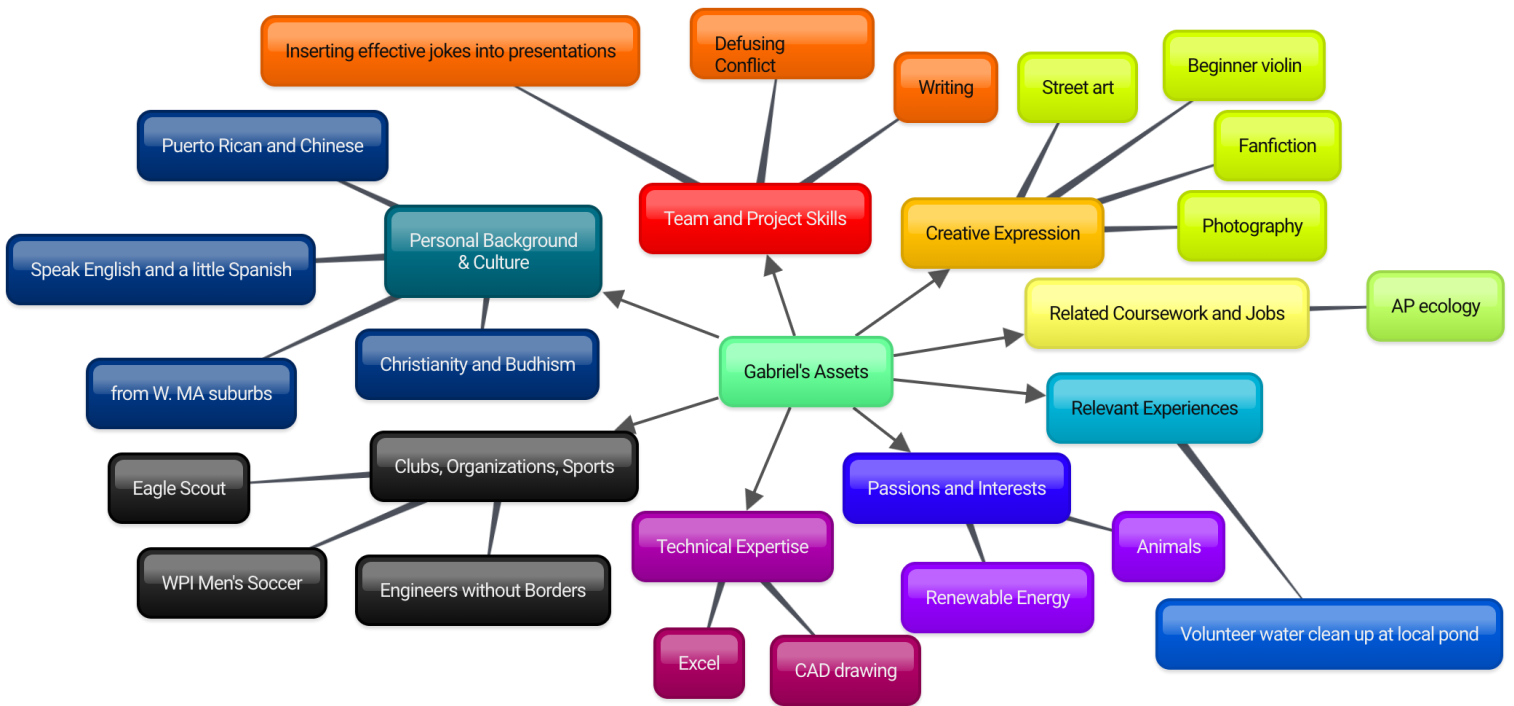 Inserting effective jokes into presentations
Defusing
Conflict
Writing
Street art
Beginner violin
Fanfiction
Photography
Puerto Rican and Chinese
Team and Project Skills
Creative Expression
Personal Background
& Culture
Speak English and a little Spanish
Related Coursework and Jobs
AP ecology
Christianity and Budhism
from W. MA suburbs
Gabriel's Assets
Relevant Experiences
Clubs, Organizations, Sports
Eagle Scout
Passions and Interests
Technical Expertise
Animals
WPI Men's Soccer
Engineers without Borders
Renewable Energy
Volunteer water clean up at local pond
Excel
CAD drawing